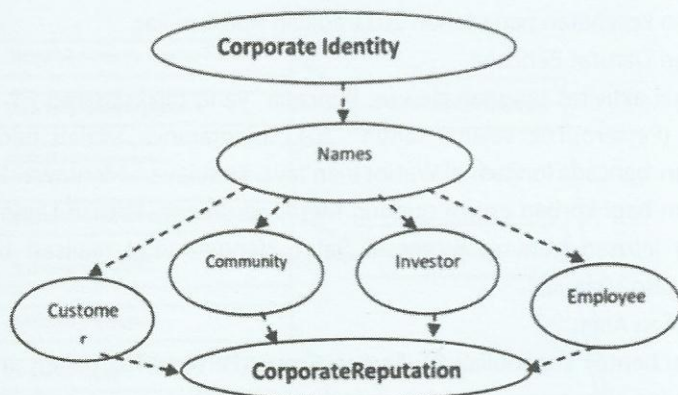 Corporate Identity
Names
Community
Investor
Custome
r
Employee
CorporateReputation